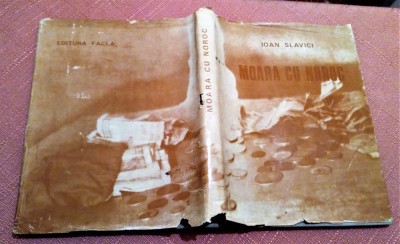 EDITURA FACLA
MOARA CU NOROC
IOAN SLAVICI
MOARA CU NOROC